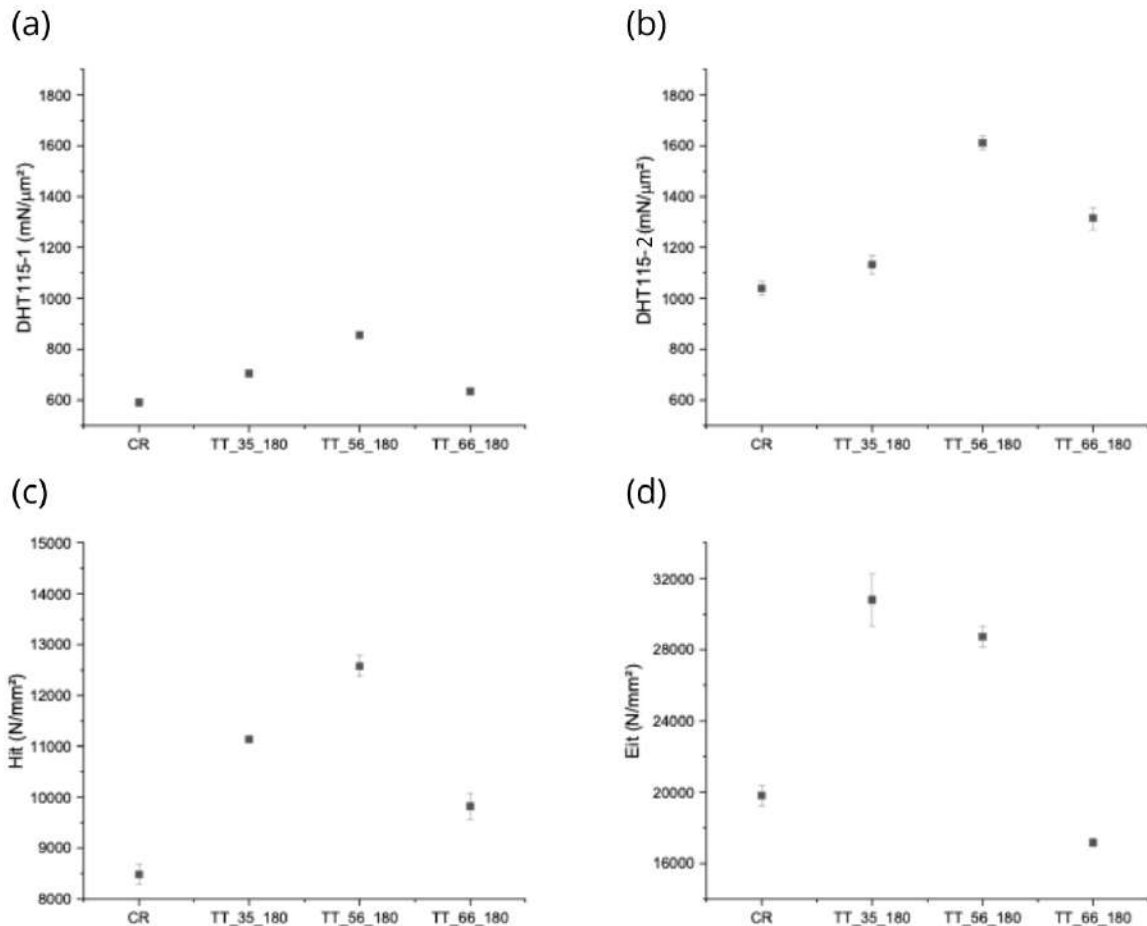 (a)
DHT115-1 (mN/µm²)
1800
1600
1400
1200
1000
800
600
CR TT_35_180 TT_56_180 TT_66_180
(b)
DHT115-2 (mN/µm²)
1800
1600
1400
1200
1000
800
600
CR TT_35_180 TT_56_180 TT_66_180
(c)
Hit (N/mm²)
15000
14000
13000
12000
11000
10000
9000
8000
CR TT_35_180 TT_56_180 TT_66_180
(d)
Eit (N/mm²)
32000
28000
24000
20000
16000
CR TT_35_180 TT_56_180 TT_66_180